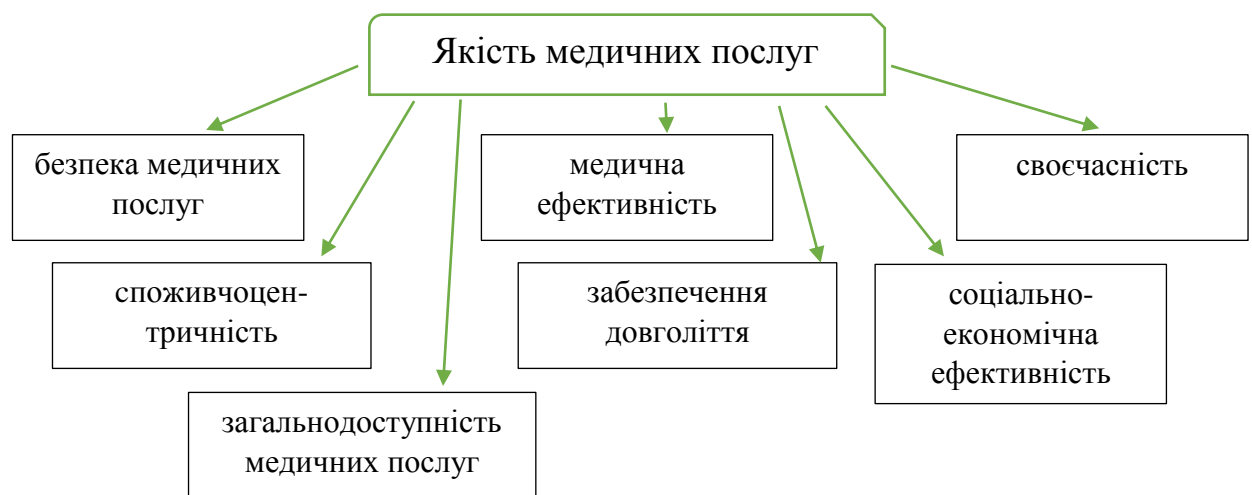 Якість медичних послуг
безпека медичних
послуг
медична
ефективність
своєчасність
споживчоцен-
тричність
забезпечення
довголіття
соціально-
економічна
ефективність
загальнодоступність
медичних послуг